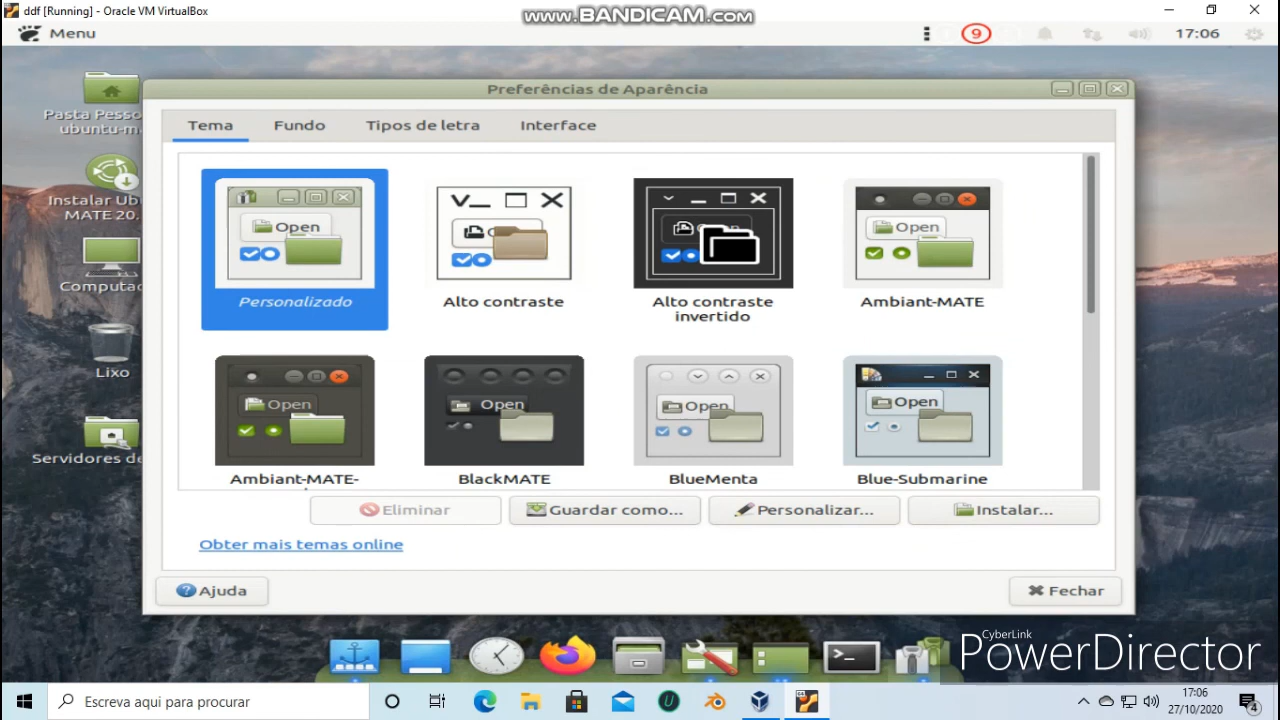 ddf [Running] - Oracle VM VirtualBox
www.BANDICAM.com
Menu
9
17:06
Pasta Pesso
ubuntu-m
Instalar Ub
MATE 20.
Computa
Lixo
Servidores de
Preferências de Aparência
Tema
Fundo
Tipos de letra
Interface
Open
Personalizado
Alto contraste
Alto contraste
invertido
Open
Ambiant-MATE
Open
Ambiant-MATE-
Open
BlackMATE
Open
BlueMenta
Open
Blue-Submarine
Eliminar
Guardar como...
Personalizar...
Instalar...
Obter mais temas online
Ajuda
Fechar
CyberLink
PowerDirector
Escreva aqui para procurar
17:06
27/10/2020
4